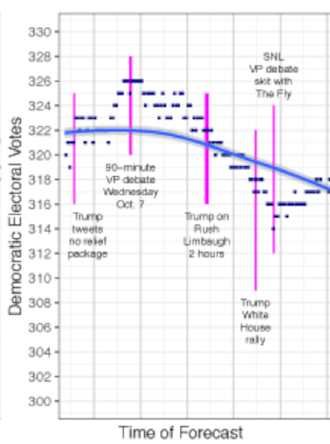 330
328
326
324
322
320
318
316
314
312
310
308
306
304
302
300
Democratic Electoral Votes
SNL
VP debate
skit with
The Fly
90-minute
VP debate
Wednesday
Oct. 7
Trump
tweets
no relief
package
Trump on
Rush
Limbaugh
2 hours
Trump
White
House
rally
Time of Forecast